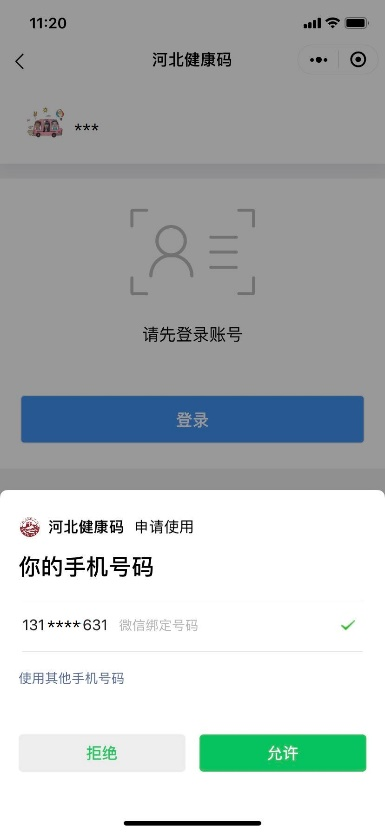 11:20
河北健康码
***
请先登录账号
登录
河北健康码 申请使用
你的手机号码
131****631 微信绑定号码
使用其他手机号码
拒绝 允许